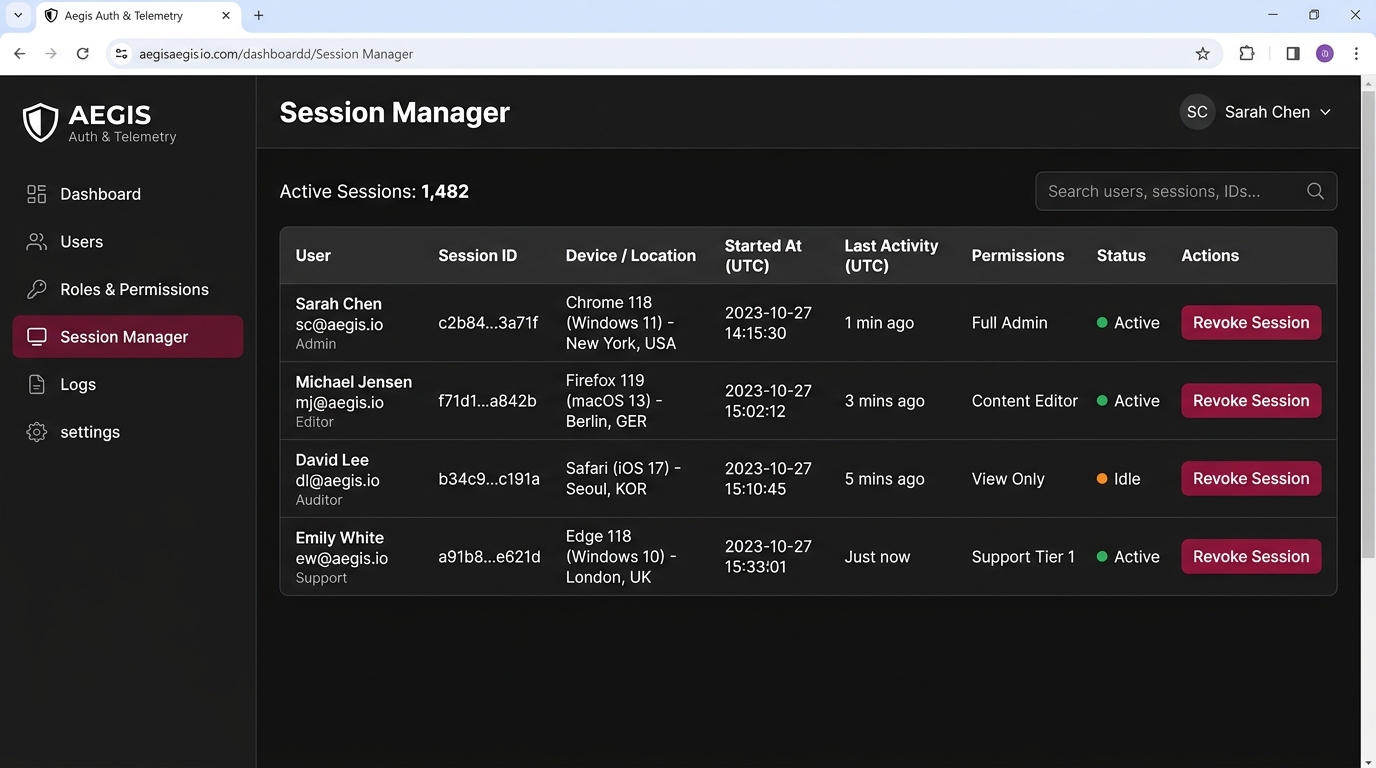 Aegis Auth & Telemetry
aegisaegisio.com/dashboardd/Session Manager
AEGIS
Auth & Telemetry
Dashboard
Users
Roles & Permissions
Session Manager
Logs
settings
Session Manager
SC Sarah Chen
Active Sessions: 1,482
Search users, sessions, IDs...
User Session ID Device / Location Started At (UTC) Last Activity (UTC) Permissions Status Actions
Sarah Chen
sc@aegis.io
Admin
c2b84...3a71f
Chrome 118
(Windows 11) -
New York, USA
2023-10-27
14:15:30
1 min ago
Full Admin
Active
Revoke Session
Michael Jensen
mj@aegis.io
Editor
f71d1...a842b
Firefox 119
(macOS 13) -
Berlin, GER
2023-10-27
15:02:12
3 mins ago
Content Editor
Active
Revoke Session
David Lee
dl@aegis.io
Auditor
b34c9...c191a
Safari (iOS 17) -
Seoul, KOR
2023-10-27
15:10:45
5 mins ago
View Only
Idle
Revoke Session
Emily White
ew@aegis.io
Support
a91b8...e621d
Edge 118
(Windows 10) -
London, UK
2023-10-27
15:33:01
Just now
Support Tier 1
Active
Revoke Session